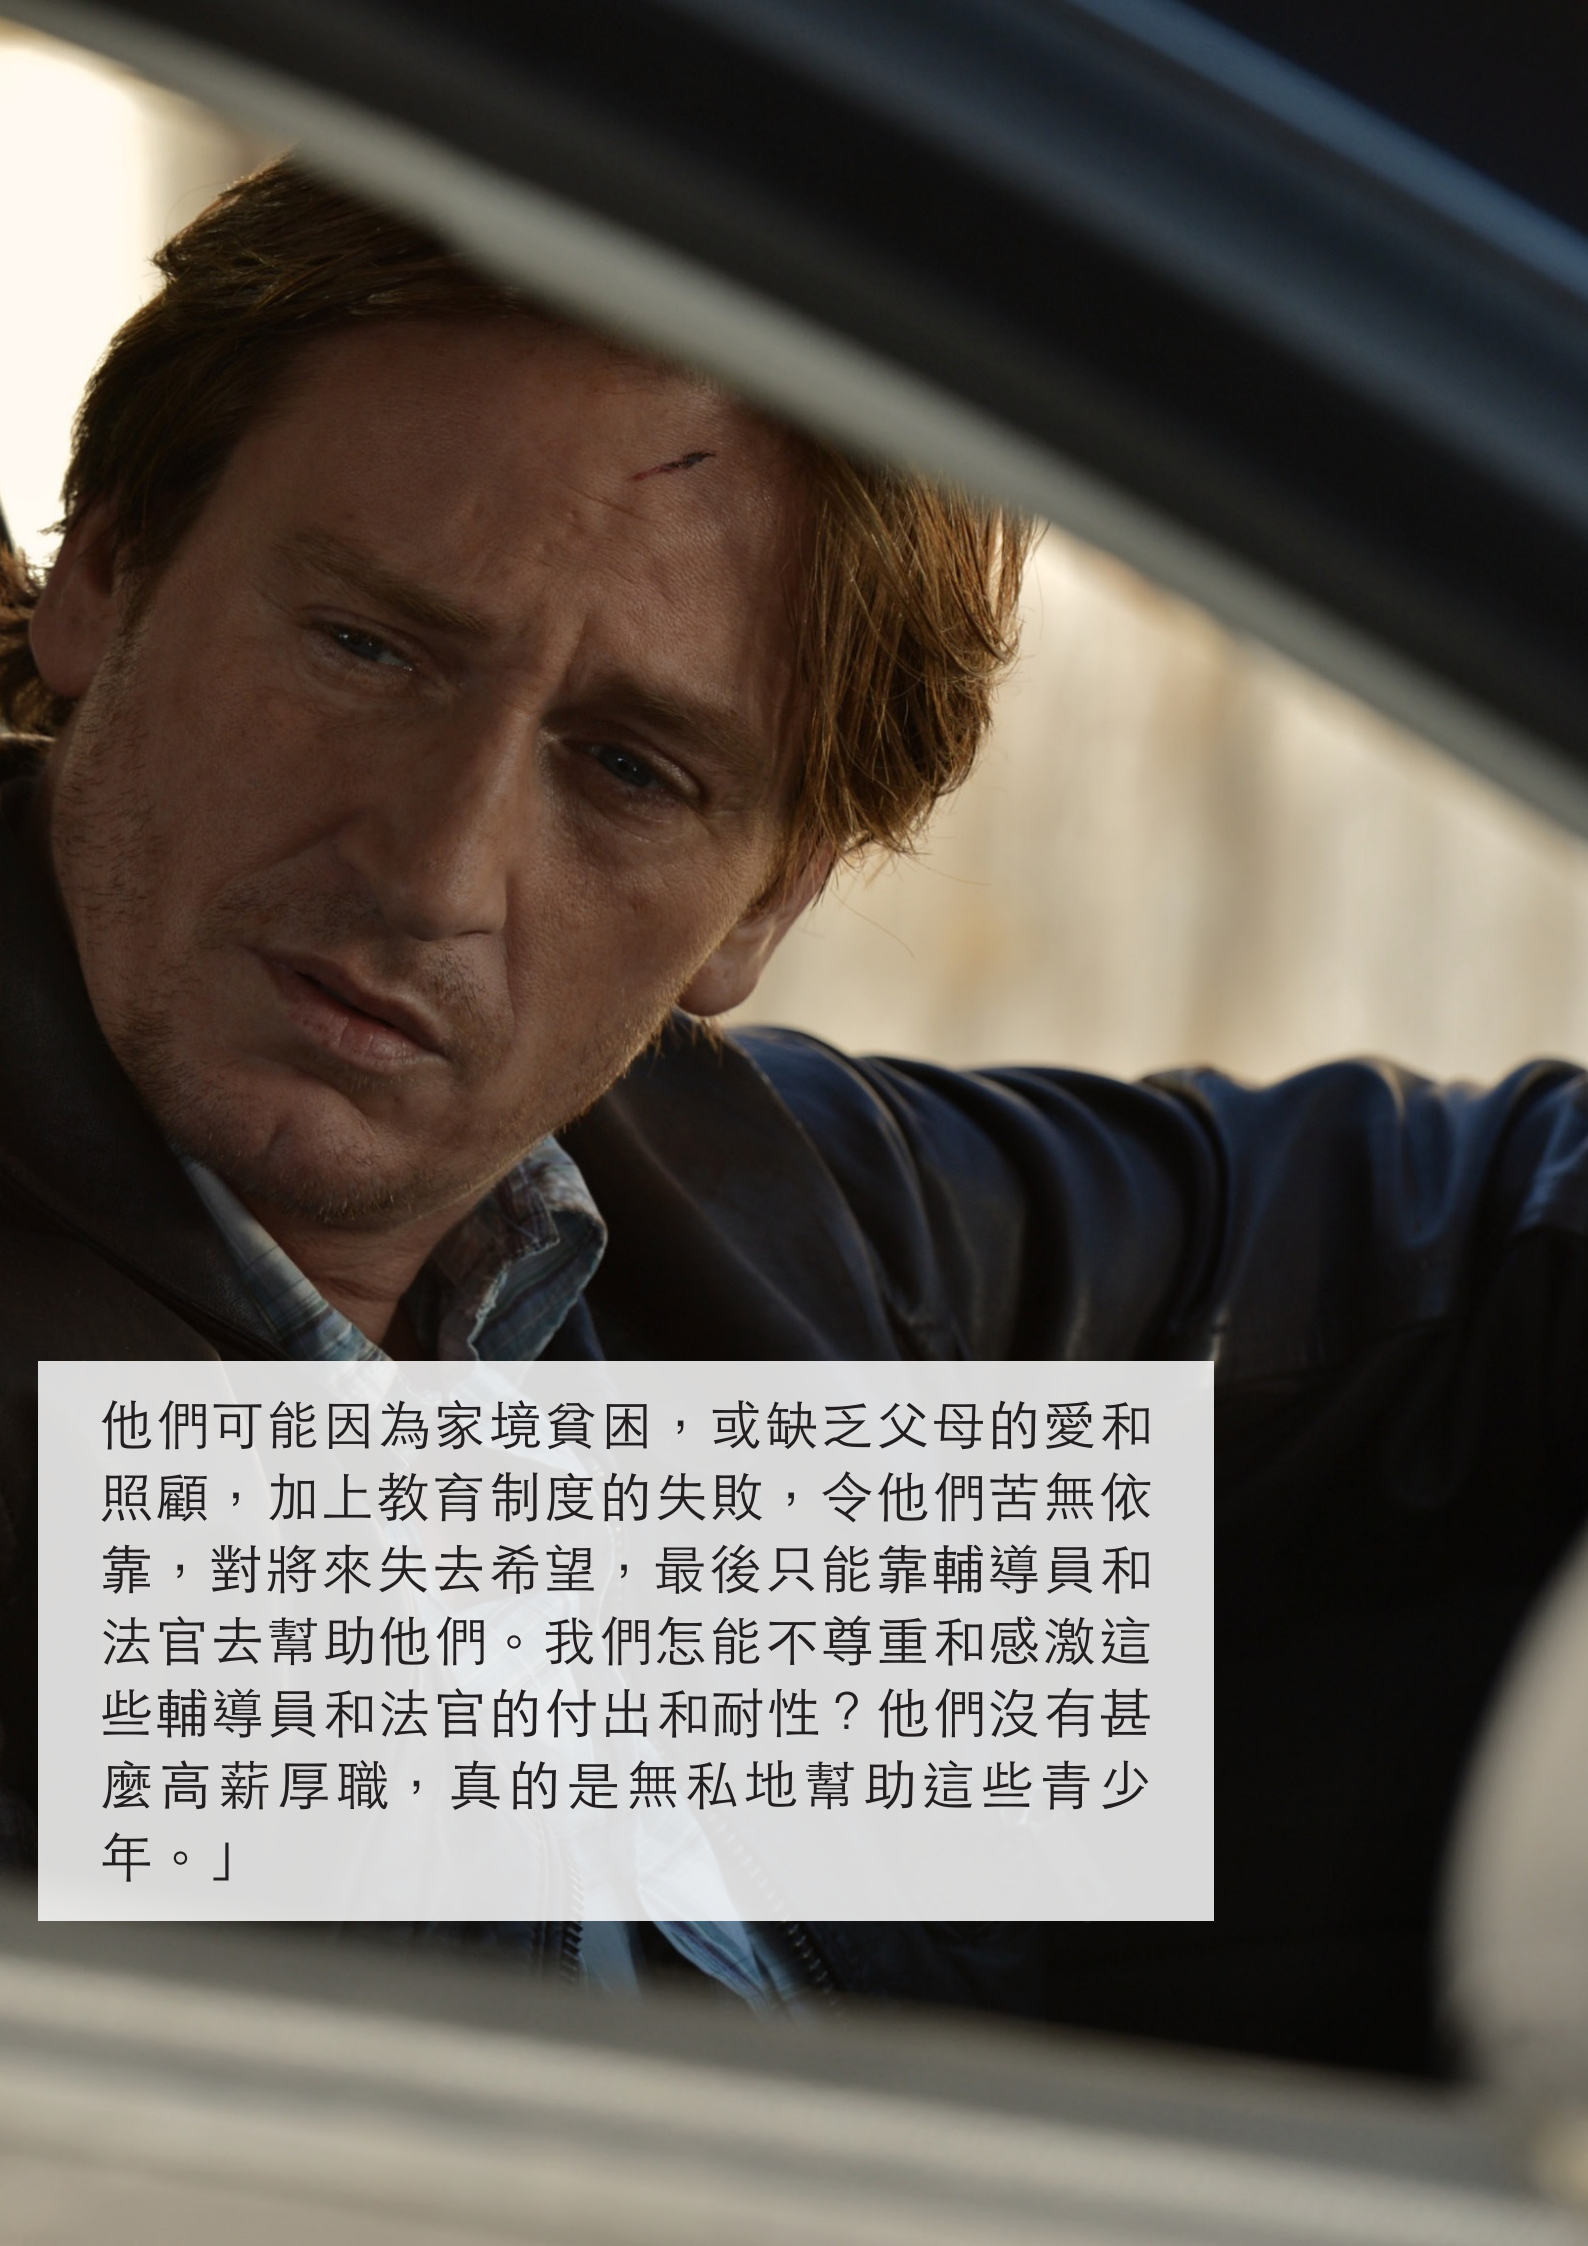 他們可能因為家境貧困，或缺乏父母的愛和
照顧，加上教育制度的失敗，令他們苦無依
靠，對將來失去希望，最後只能靠輔導員和
法官去幫助他們。我們怎能不尊重和感激這
些輔導員和法官的付出和耐性？他們沒有甚
麼高薪厚職，真的是無私地幫助這些青少
年。」